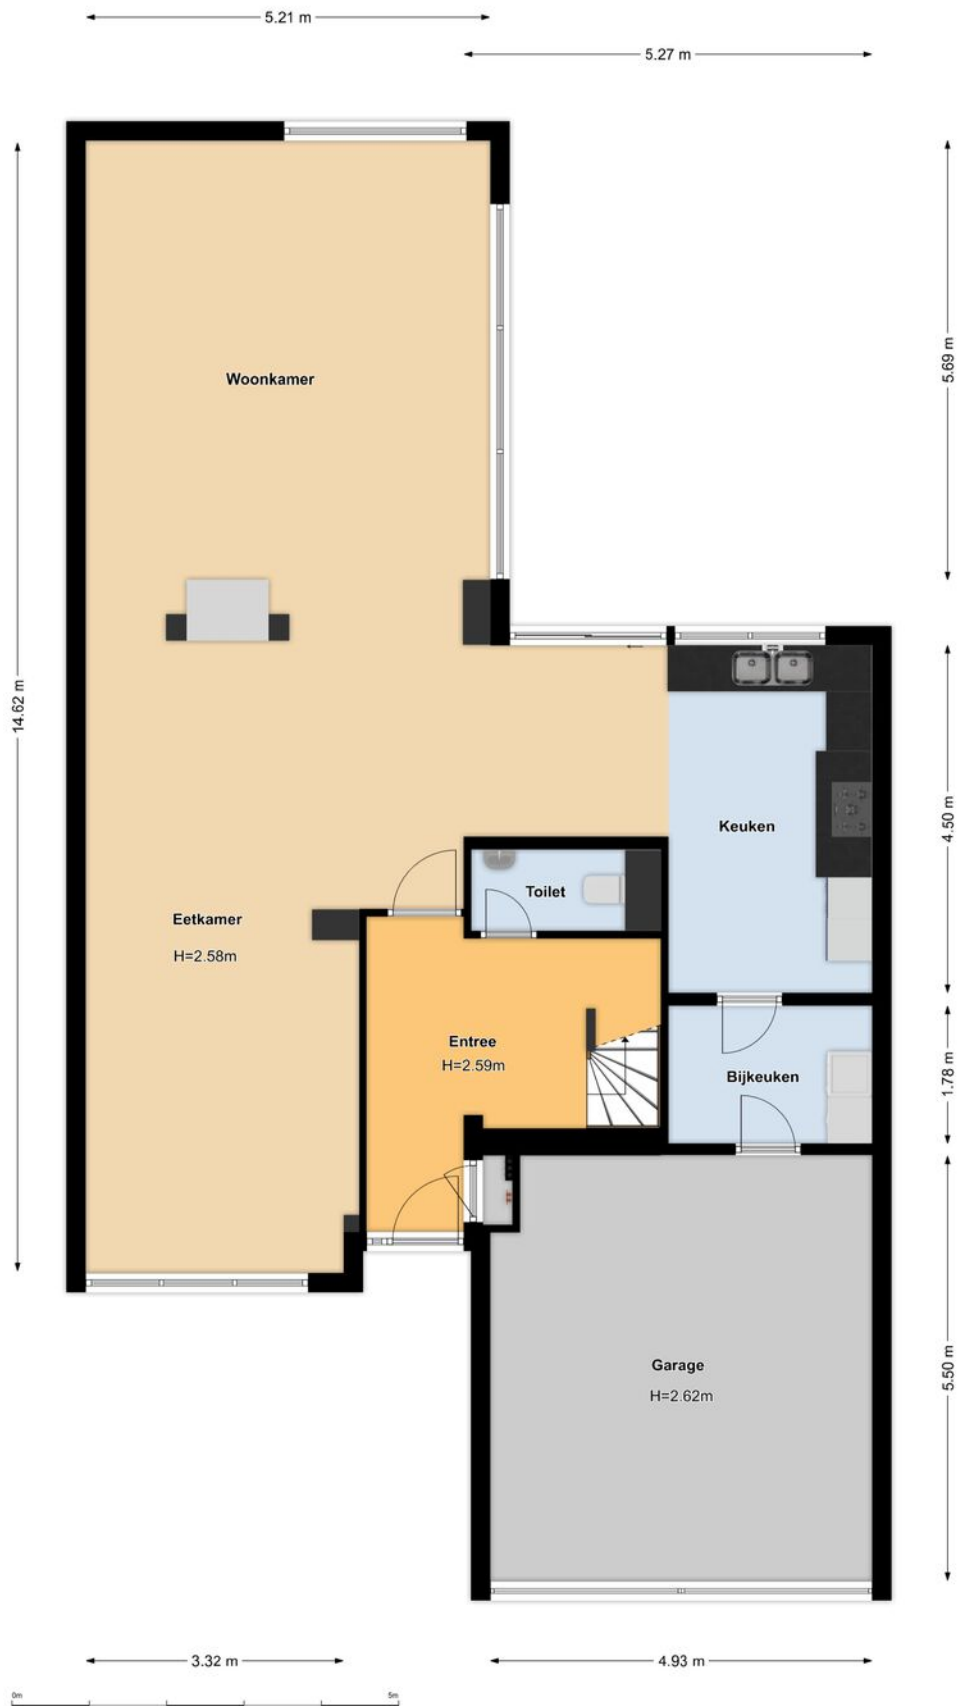 5.21 m
5.27 m
5.69 m
Woonkamer
14.62 m
4.50 m
Keuken
Toilet
Eetkamer
H=2.58m
Entree
H=2.59m
Bijkeuken
1.78 m
Garage
H=2.62m
5.50 m
3.32 m
4.93 m
0m
5m